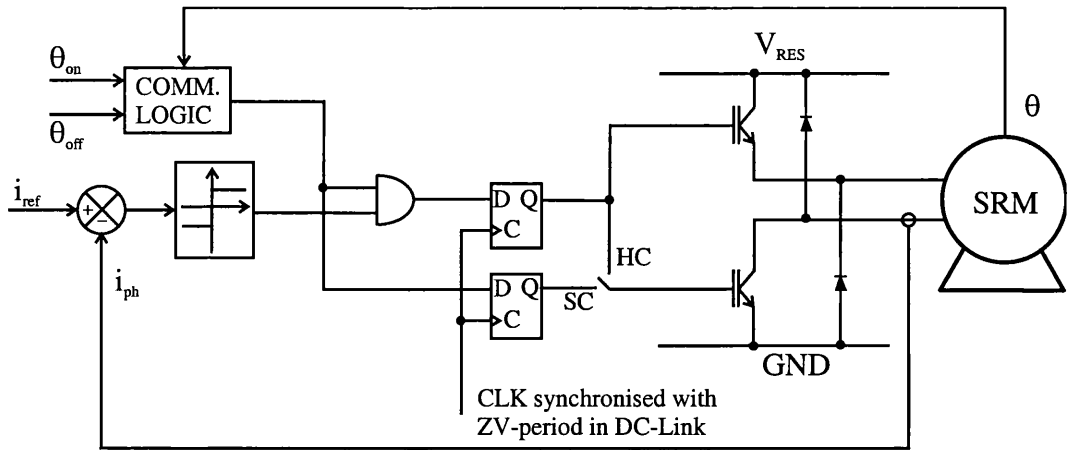 θon
COMM.
LOGIC
θoff
VRES
θ
iref
+
−
D Q
C
SRM
HC
iph
D Q
SC
C
GND
CLK synchronised with
ZV-period in DC-Link